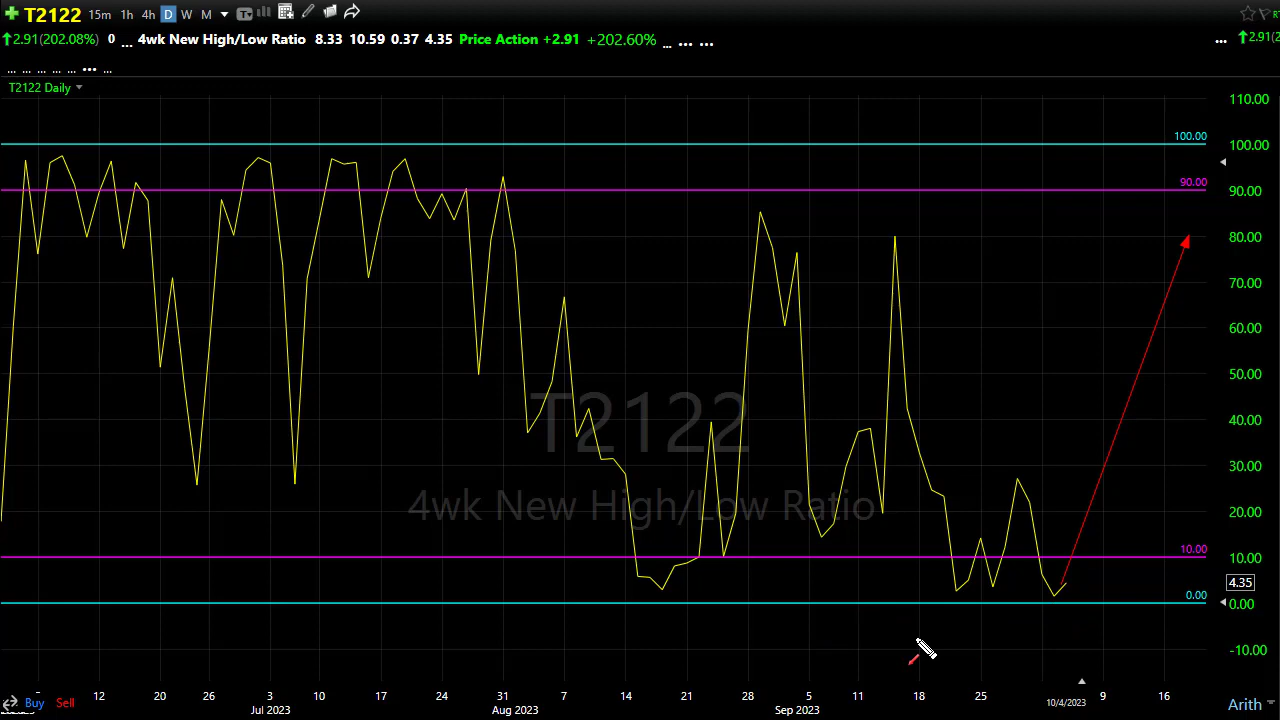 T2122 15m 1h 4h D W M
2.91(202.08%) 0 ... 4wk New High/Low Ratio 8.33 10.59 0.37 4.35 Price Action +2.91 +202.60% ... ... ... ... 2.91(2
... ... ... ... ... ... ...
T2122 Daily
110.00
100.00 100.00
90.00 90.00
80.00
70.00
60.00
50.00
40.00
30.00
20.00
10.00 10.00
4.35
0.00 0.00
-10.00
T2122
4wk New High/Low Ratio
12 20 26 3 10 17 24 31 7 14 21 28 5 11 18 25 10/4/2023 9 16
Buy Sell Jul 2023 Aug 2023 Sep 2023 Arith